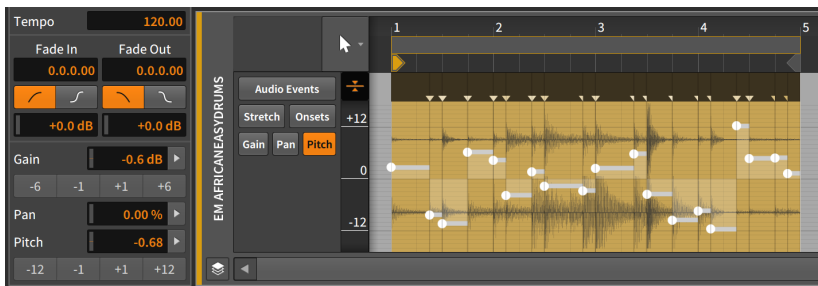 Tempo 120.00
Fade In Fade Out
0.0.0.00 0.0.0.00
+0.0 dB +0.0 dB
Gain -0.6 dB
-6 -1 +1 +6
Pan 0.00 %
Pitch -0.68
-12 -1 +1 +12
EM AFRICANEASYDRUMS
Audio Events
Stretch Onsets
Gain Pan Pitch
+12
0
-12
1 2 3 4 5